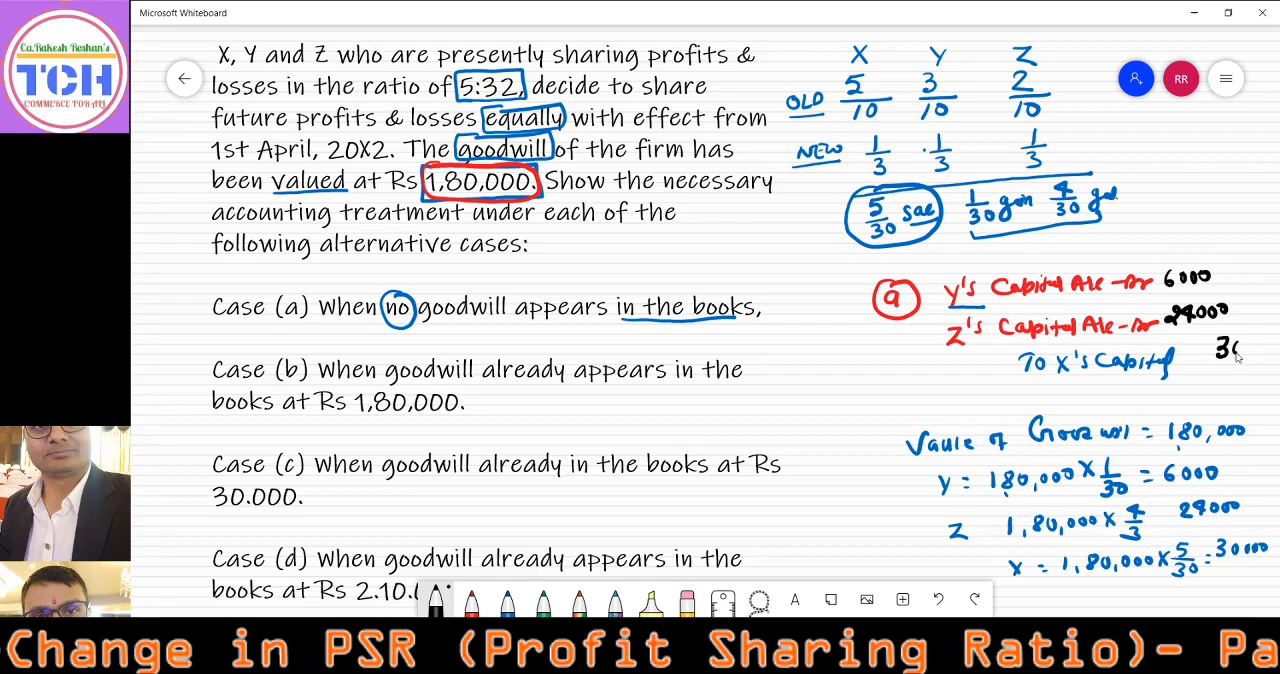 Microsoft Whiteboard
Ca.Rakesh Roshan's
TCH
COMMERCE FOR ALL
X, Y and Z who are presently sharing profits &
losses in the ratio of 5:32, decide to share
future profits & losses equally with effect from
1st April, 20X2. The goodwill of the firm has
been valued at Rs 1,80,000. Show the necessary
accounting treatment under each of the
following alternative cases:
Case (a) When no goodwill appears in the books,
Case (b) When goodwill already appears in the
books at Rs 1,80,000.
Case (c) When goodwill already in the books at Rs
30.000.
Case (d) When goodwill already appears in the
books at Rs 2.10.
X Y Z
OLD 5/10 3/10 2/10
NEW 1/3 1/3 1/3
5/30 sac 1/30 gain 4/30
RR
a Y's Capital A/c - Dr 6000
Z's Capital A/c - Dr 24000
To X's Capital 30
Vaule of Goodwill = 180,000
Y = 180,000 X 1/30 = 6000
Z 1,80,000 X 4/3 24000
X = 1,80,000 X 5/30 = 30000
A
Change in PSR (Profit Sharing Ratio)- Pa